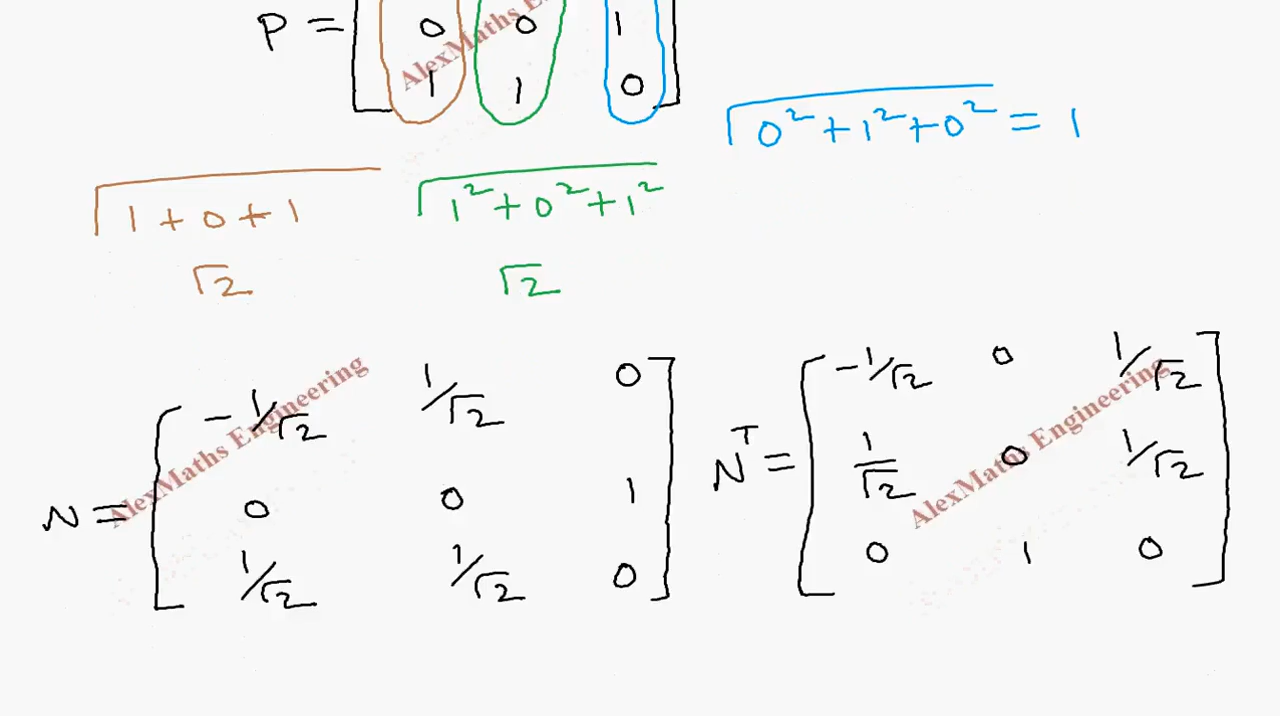 P = 0 0 1
1 1 0
√0² + 1² + 0² = 1
√1 + 0 + 1 √1² + 0² + 1²
√2 √2
N = [ -1/√2 1/√2 0
0 0 1
1/√2 1/√2 0 ]
Nᵀ = [ -1/√2 0 1/√2
1/√2 0 1/√2
0 1 0 ]
AlexMaths Engineering
AlexMaths Engineering
AlexMaths Engineering